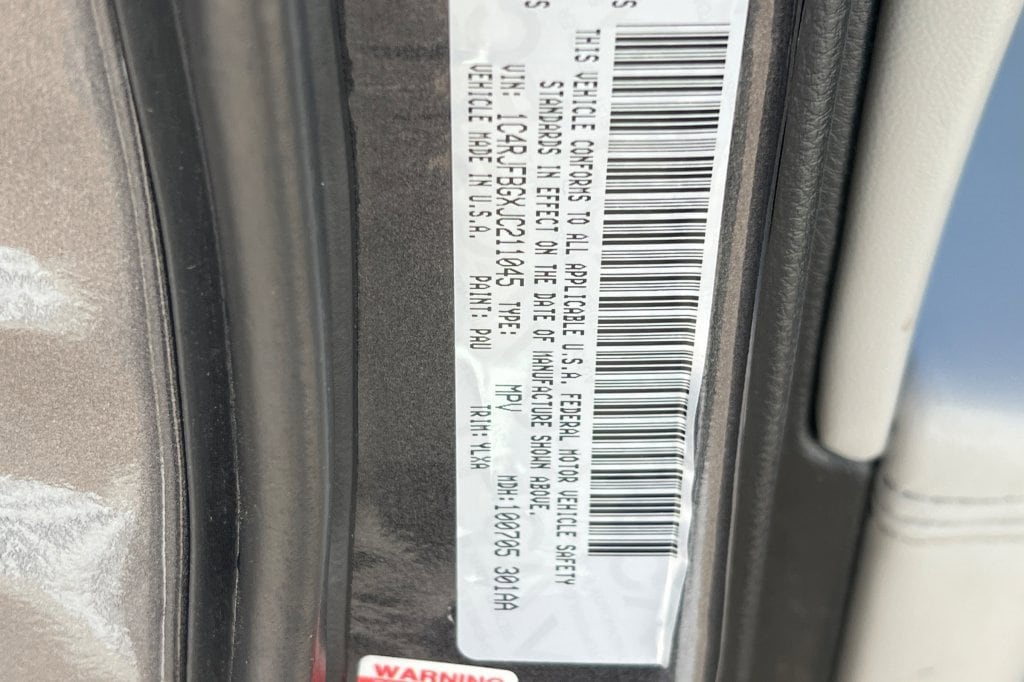 THIS VEHICLE CONFORMS TO ALL APPLICABLE U.S.A. FEDERAL MOTOR VEHICLE SAFETY
STANDARDS IN EFFECT ON THE DATE OF MANUFACTURE SHOWN ABOVE.
VIN: 1C4RJFBGXJC211045 TYPE: MPV MDH:100705 301AA
VEHICLE MADE IN U.S.A. PAINT: PAU TRIM:YLXA
WARNING